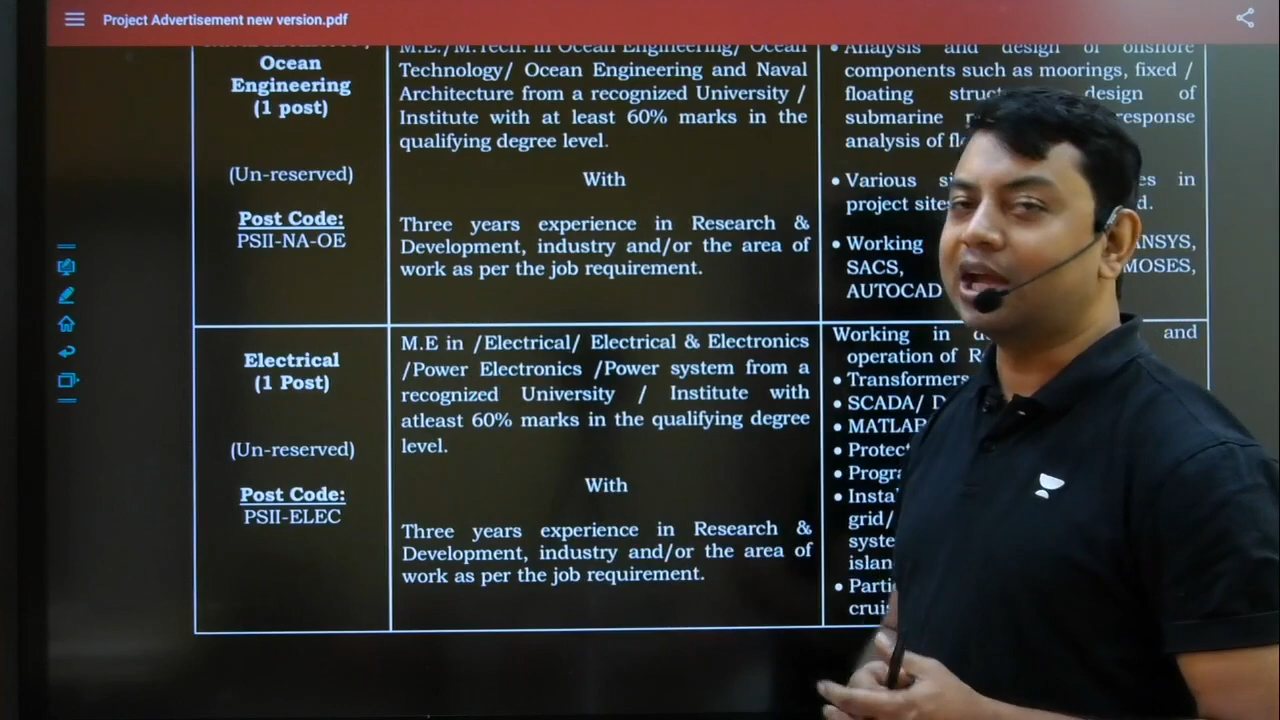 Project Advertisement new version.pdf
Ocean
Engineering
(1 post)
(Un-reserved)
Post Code:
PSII-NA-OE
M.E./M.Tech. in Ocean Engineering/ Ocean
Technology/ Ocean Engineering and Naval
Architecture from a recognized University /
Institute with at least 60% marks in the
qualifying degree level.
With
Three years experience in Research &
Development, industry and/or the area of
work as per the job requirement.
• Analysis and design of offshore
components such as moorings, fixed /
floating design of
submarine response
analysis of
• Various in
project
• Working ANSYS,
SACS, MOSES,
AUTOCAD
Electrical
(1 Post)
(Un-reserved)
Post Code:
PSII-ELEC
M.E in /Electrical/ Electrical & Electronics
/Power Electronics /Power system from a
recognized University / Institute with
atleast 60% marks in the qualifying degree
level.
With
Three years experience in Research &
Development, industry and/or the area of
work as per the job requirement.
Working in and
operation of
• Transformers
• SCADA/
•
•
•
•
grid/
•